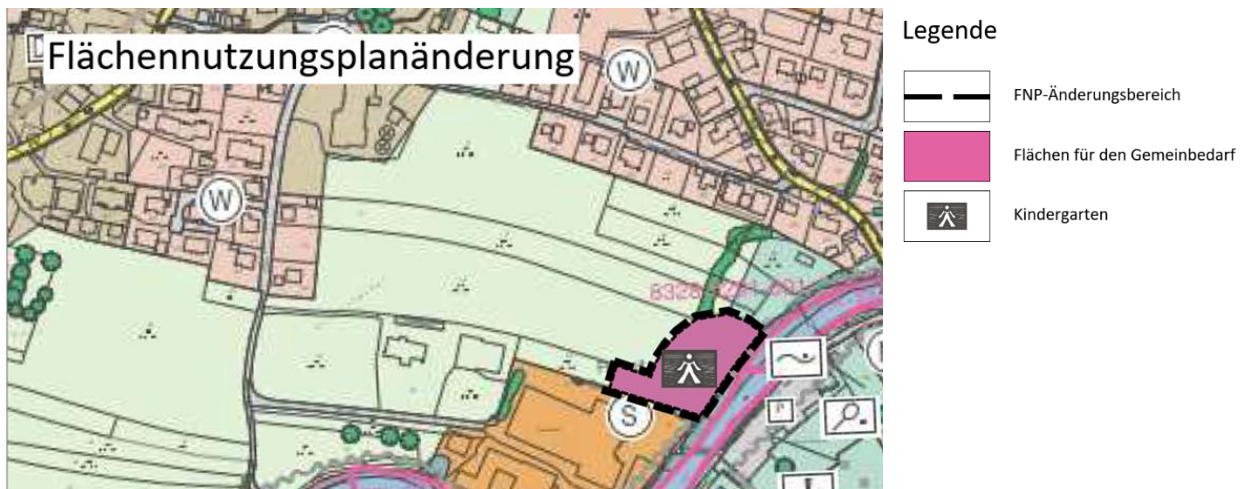 Flächennutzungsplanänderung
W
W
S
P
Legende
FNP-Änderungsbereich
Flächen für den Gemeinbedarf
Kindergarten